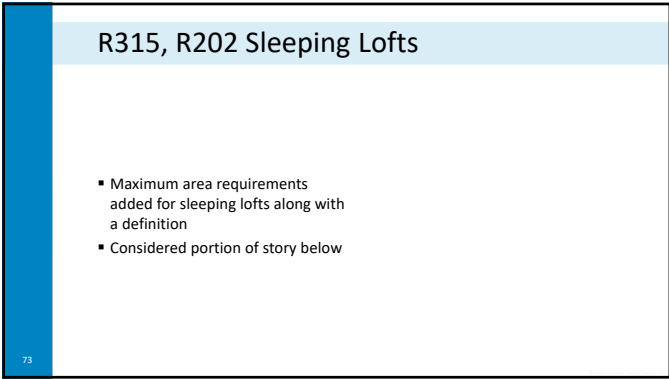 R315, R202 Sleeping Lofts
▪ Maximum area requirements
added for sleeping lofts along with
a definition
▪ Considered portion of story below
73